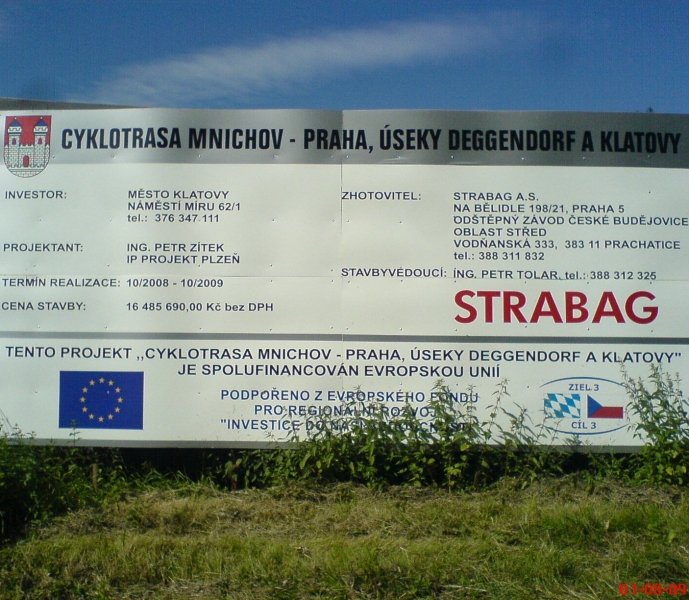 CYKLOTRASA MNICHOV - PRAHA, ÚSEKY DEGGENDORF A KLATOVY
INVESTOR: MĚSTO KLATOVY
NÁMĚSTÍ MÍRU 62/1
tel.: 376 347 111
PROJEKTANT: ING. PETR ZÍTEK
IP PROJEKT PLZEŇ
TERMÍN REALIZACE: 10/2008 - 10/2009
CENA STAVBY: 16 485 690,00 Kč bez DPH
ZHOTOVITEL: STRABAG A.S.
NA BĚLIDLE 198/21, PRAHA 5
ODŠTĚPNÝ ZÁVOD ČESKÉ BUDĚJOVICE
OBLAST STŘED
VODŇANSKÁ 333, 383 11 PRACHATICE
tel.: 388 311 832
STAVBYVÉDOUCÍ: ING. PETR TOLAR, tel.: 388 312 325
STRABAG
TENTO PROJEKT ,,CYKLOTRASA MNICHOV - PRAHA, ÚSEKY DEGGENDORF A KLATOVY"
JE SPOLUFINANCOVÁN EVROPSKOU UNIÍ
PODPOŘENO Z EVROPSKÉHO FONDU
PRO REGIONÁLNÍ ROZVOJ
"INVESTICE DO
ZIEL 3
CÍL 3